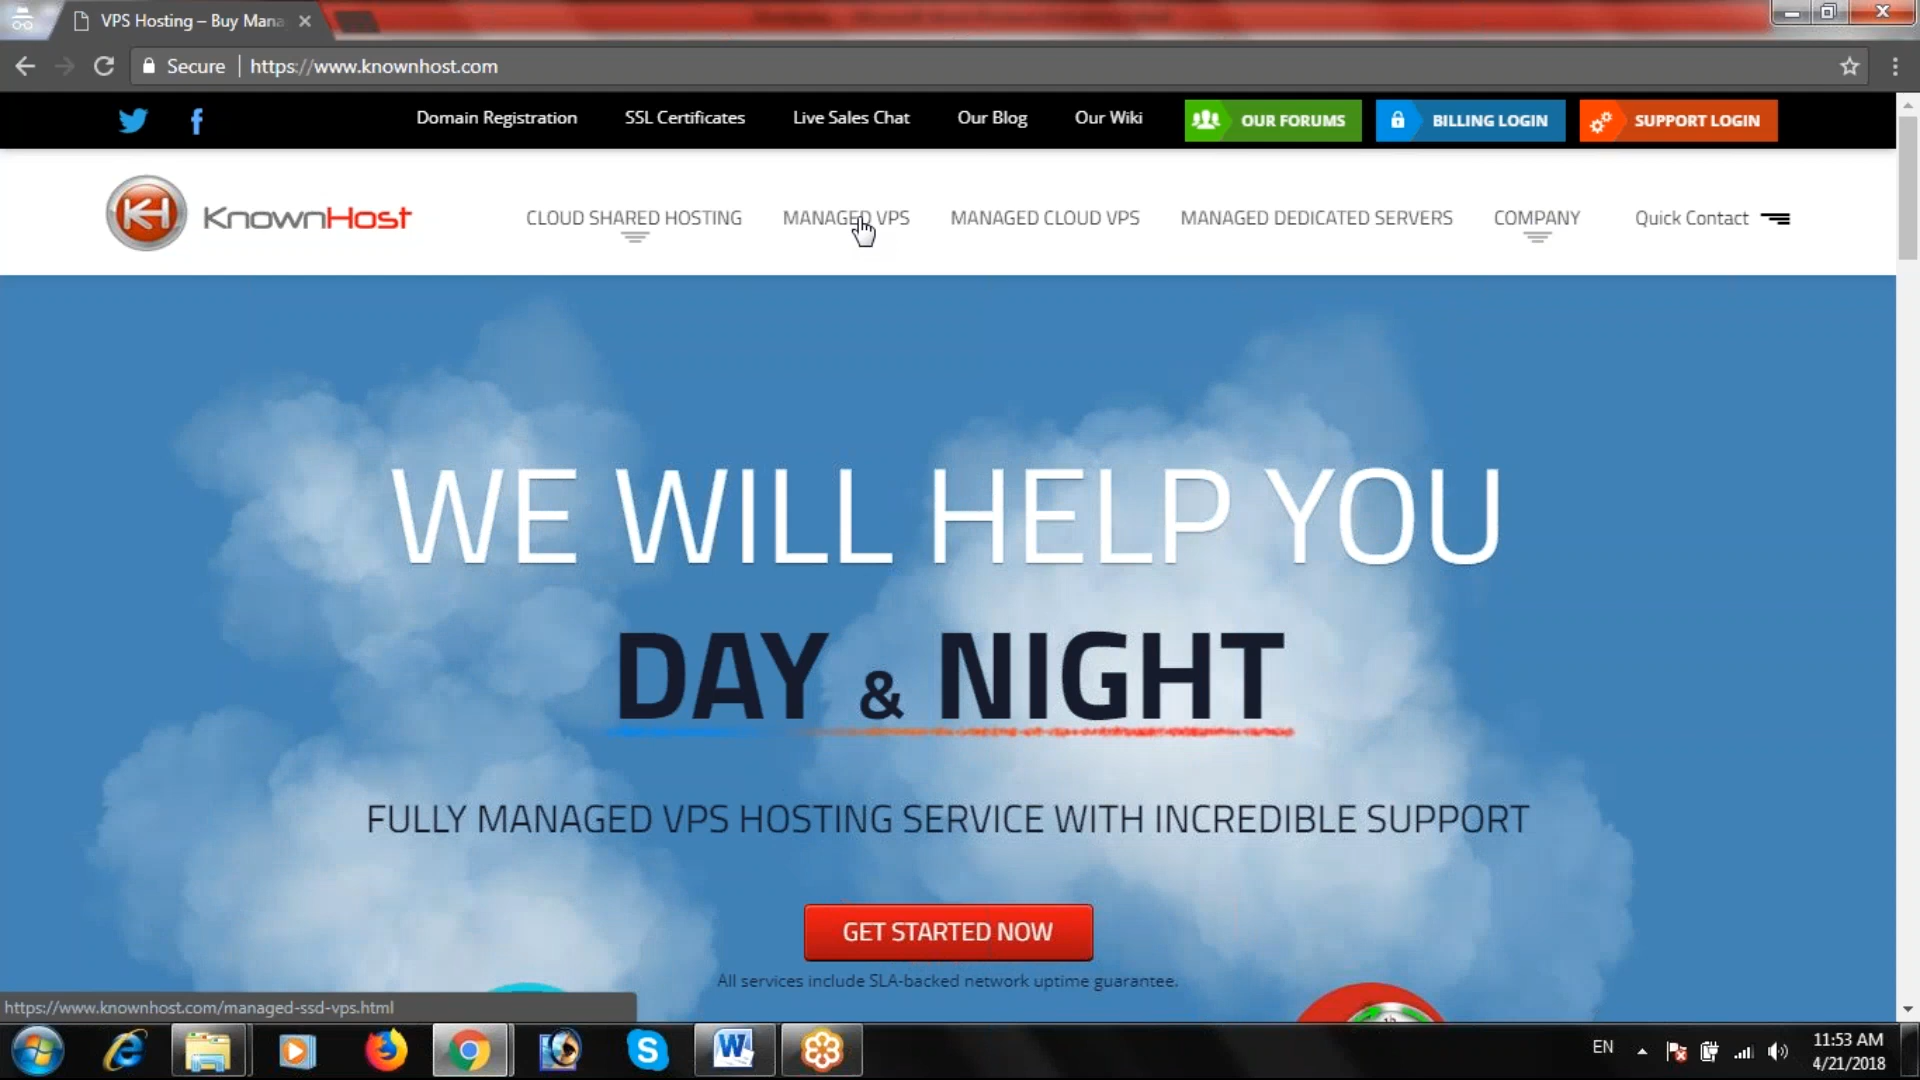 VPS Hosting – Buy Mana
Secure https://www.knownhost.com
Domain Registration SSL Certificates Live Sales Chat Our Blog Our Wiki OUR FORUMS BILLING LOGIN SUPPORT LOGIN
KH KnownHost CLOUD SHARED HOSTING MANAGED VPS MANAGED CLOUD VPS MANAGED DEDICATED SERVERS COMPANY Quick Contact
WE WILL HELP YOU
DAY & NIGHT
FULLY MANAGED VPS HOSTING SERVICE WITH INCREDIBLE SUPPORT
GET STARTED NOW
All services include SLA-backed network uptime guarantee.
https://www.knownhost.com/managed-ssd-vps.html
EN 11:53 AM
4/21/2018